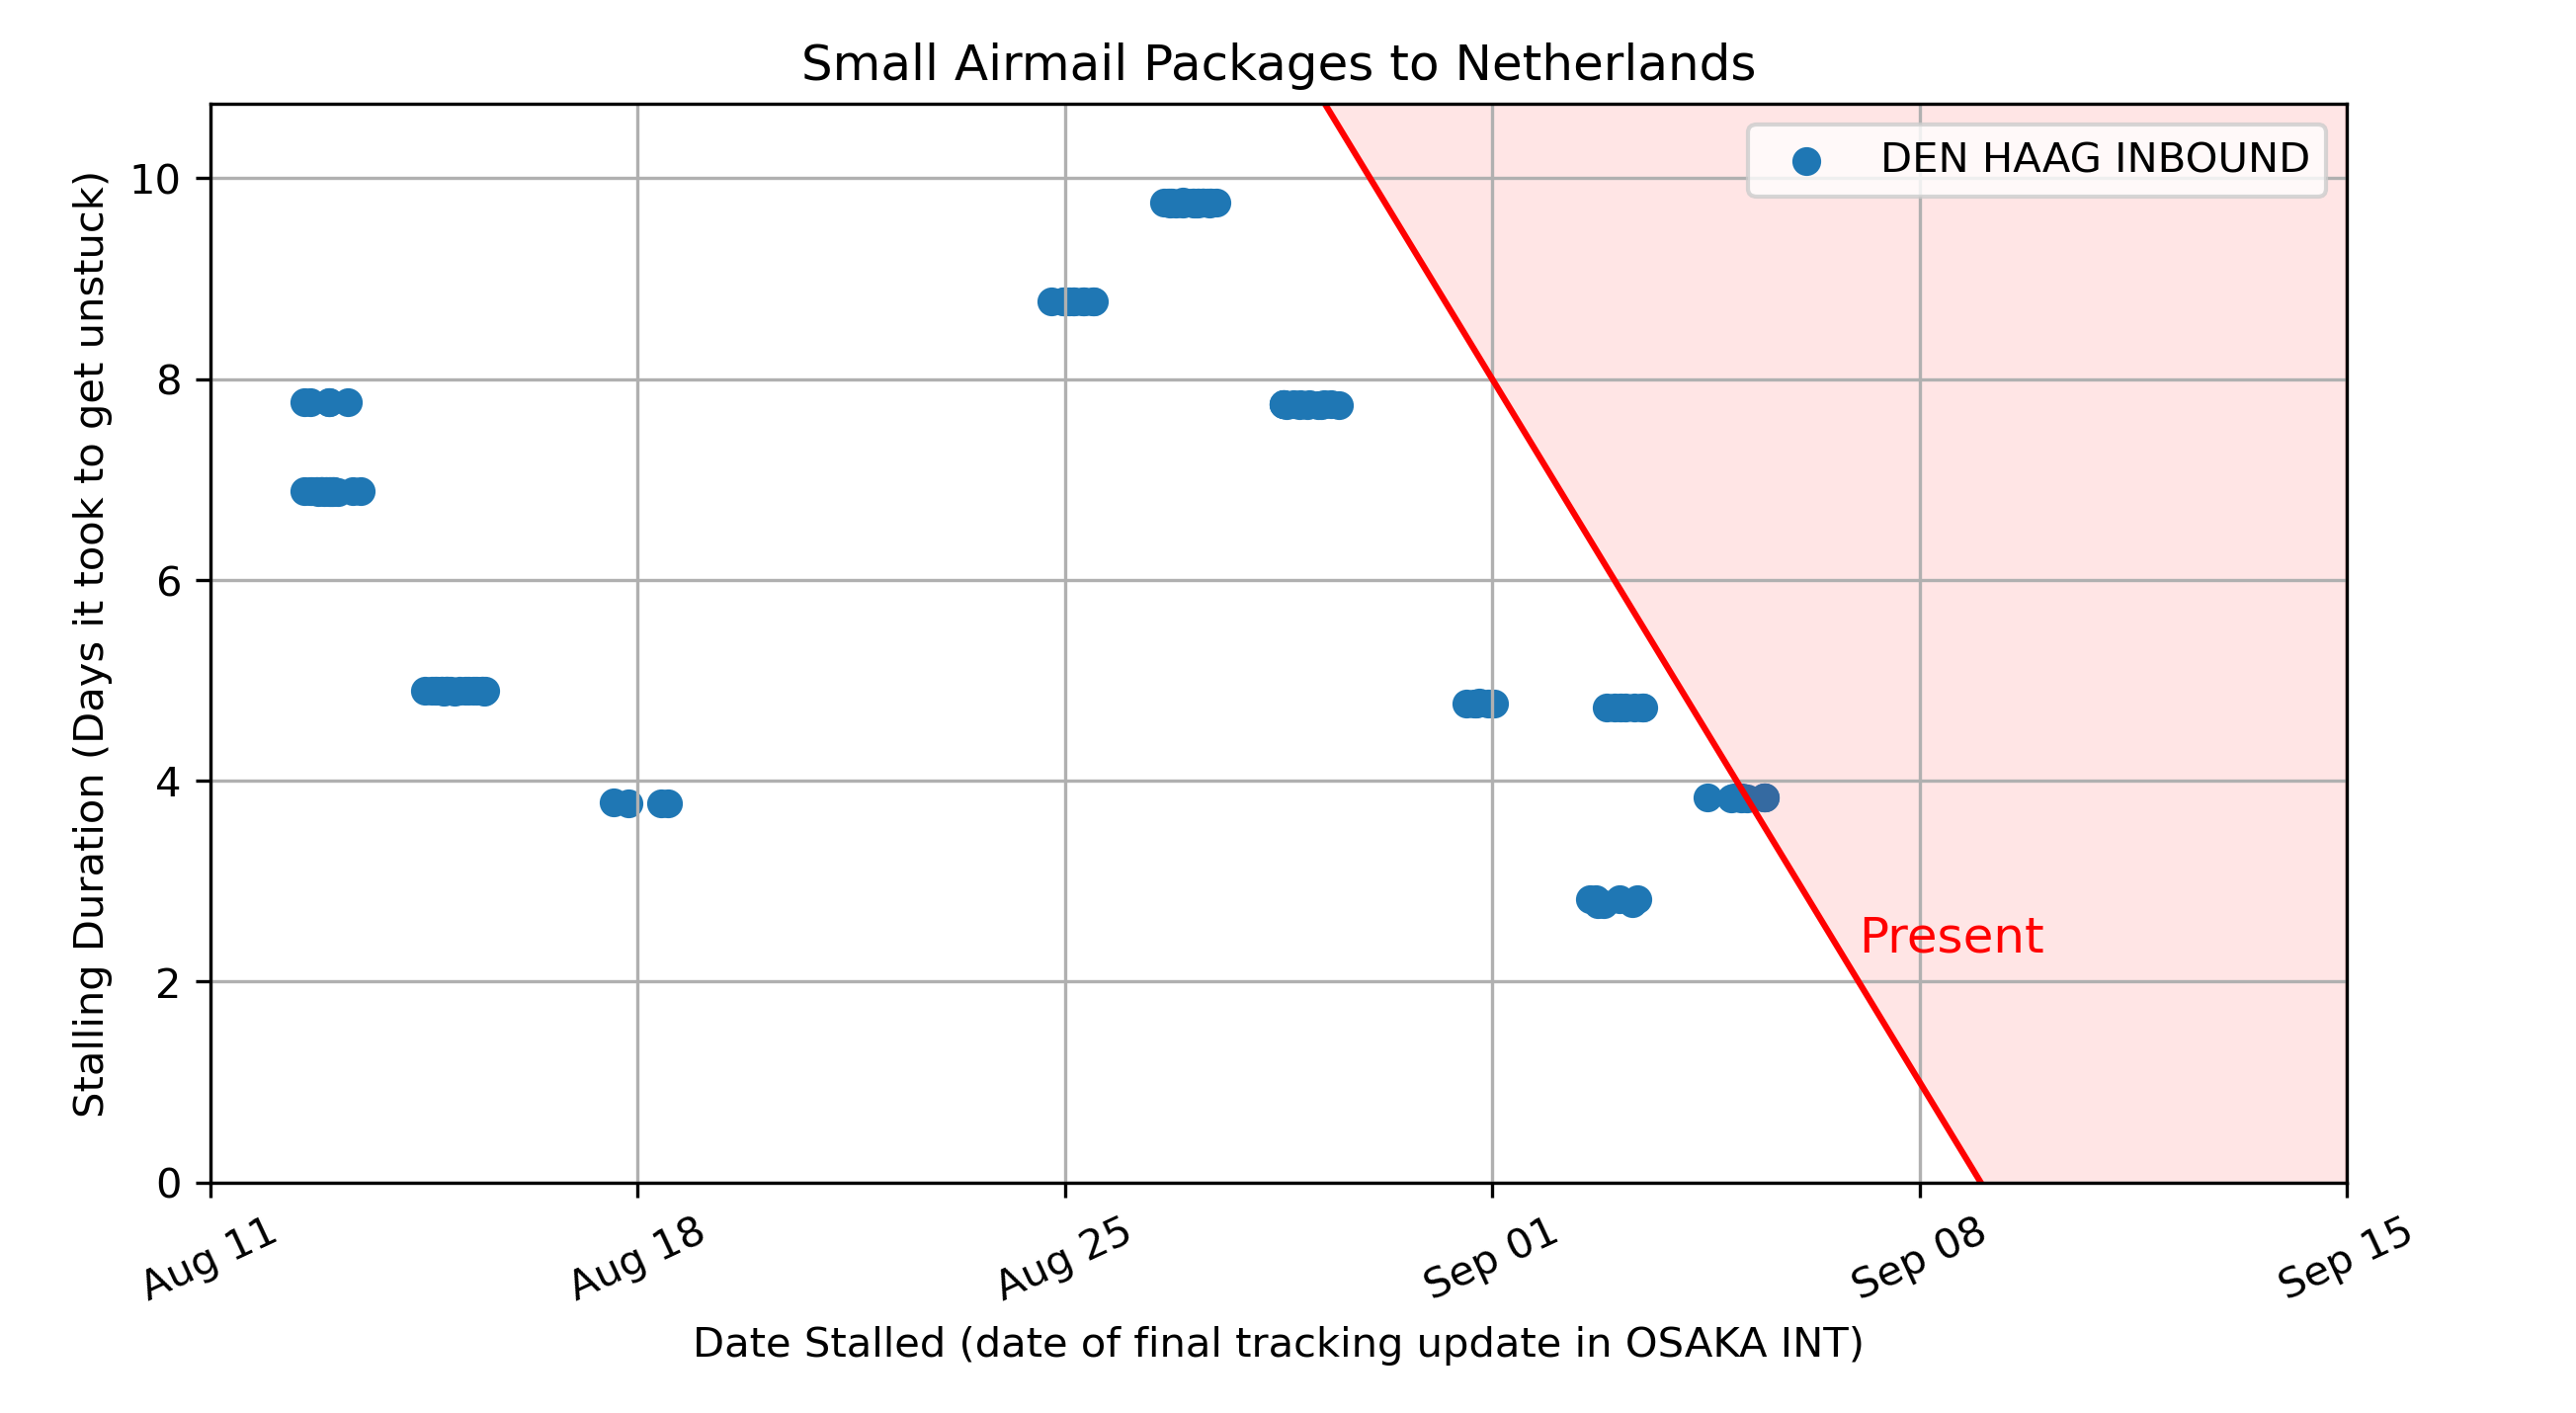 Small Airmail Packages to Netherlands
DEN HAAG INBOUND
Stalling Duration (Days it took to get unstuck)
10
8
6
4
2
0
Present
Aug 11
Aug 18
Aug 25
Sep 01
Sep 08
Sep 15
Date Stalled (date of final tracking update in OSAKA INT)